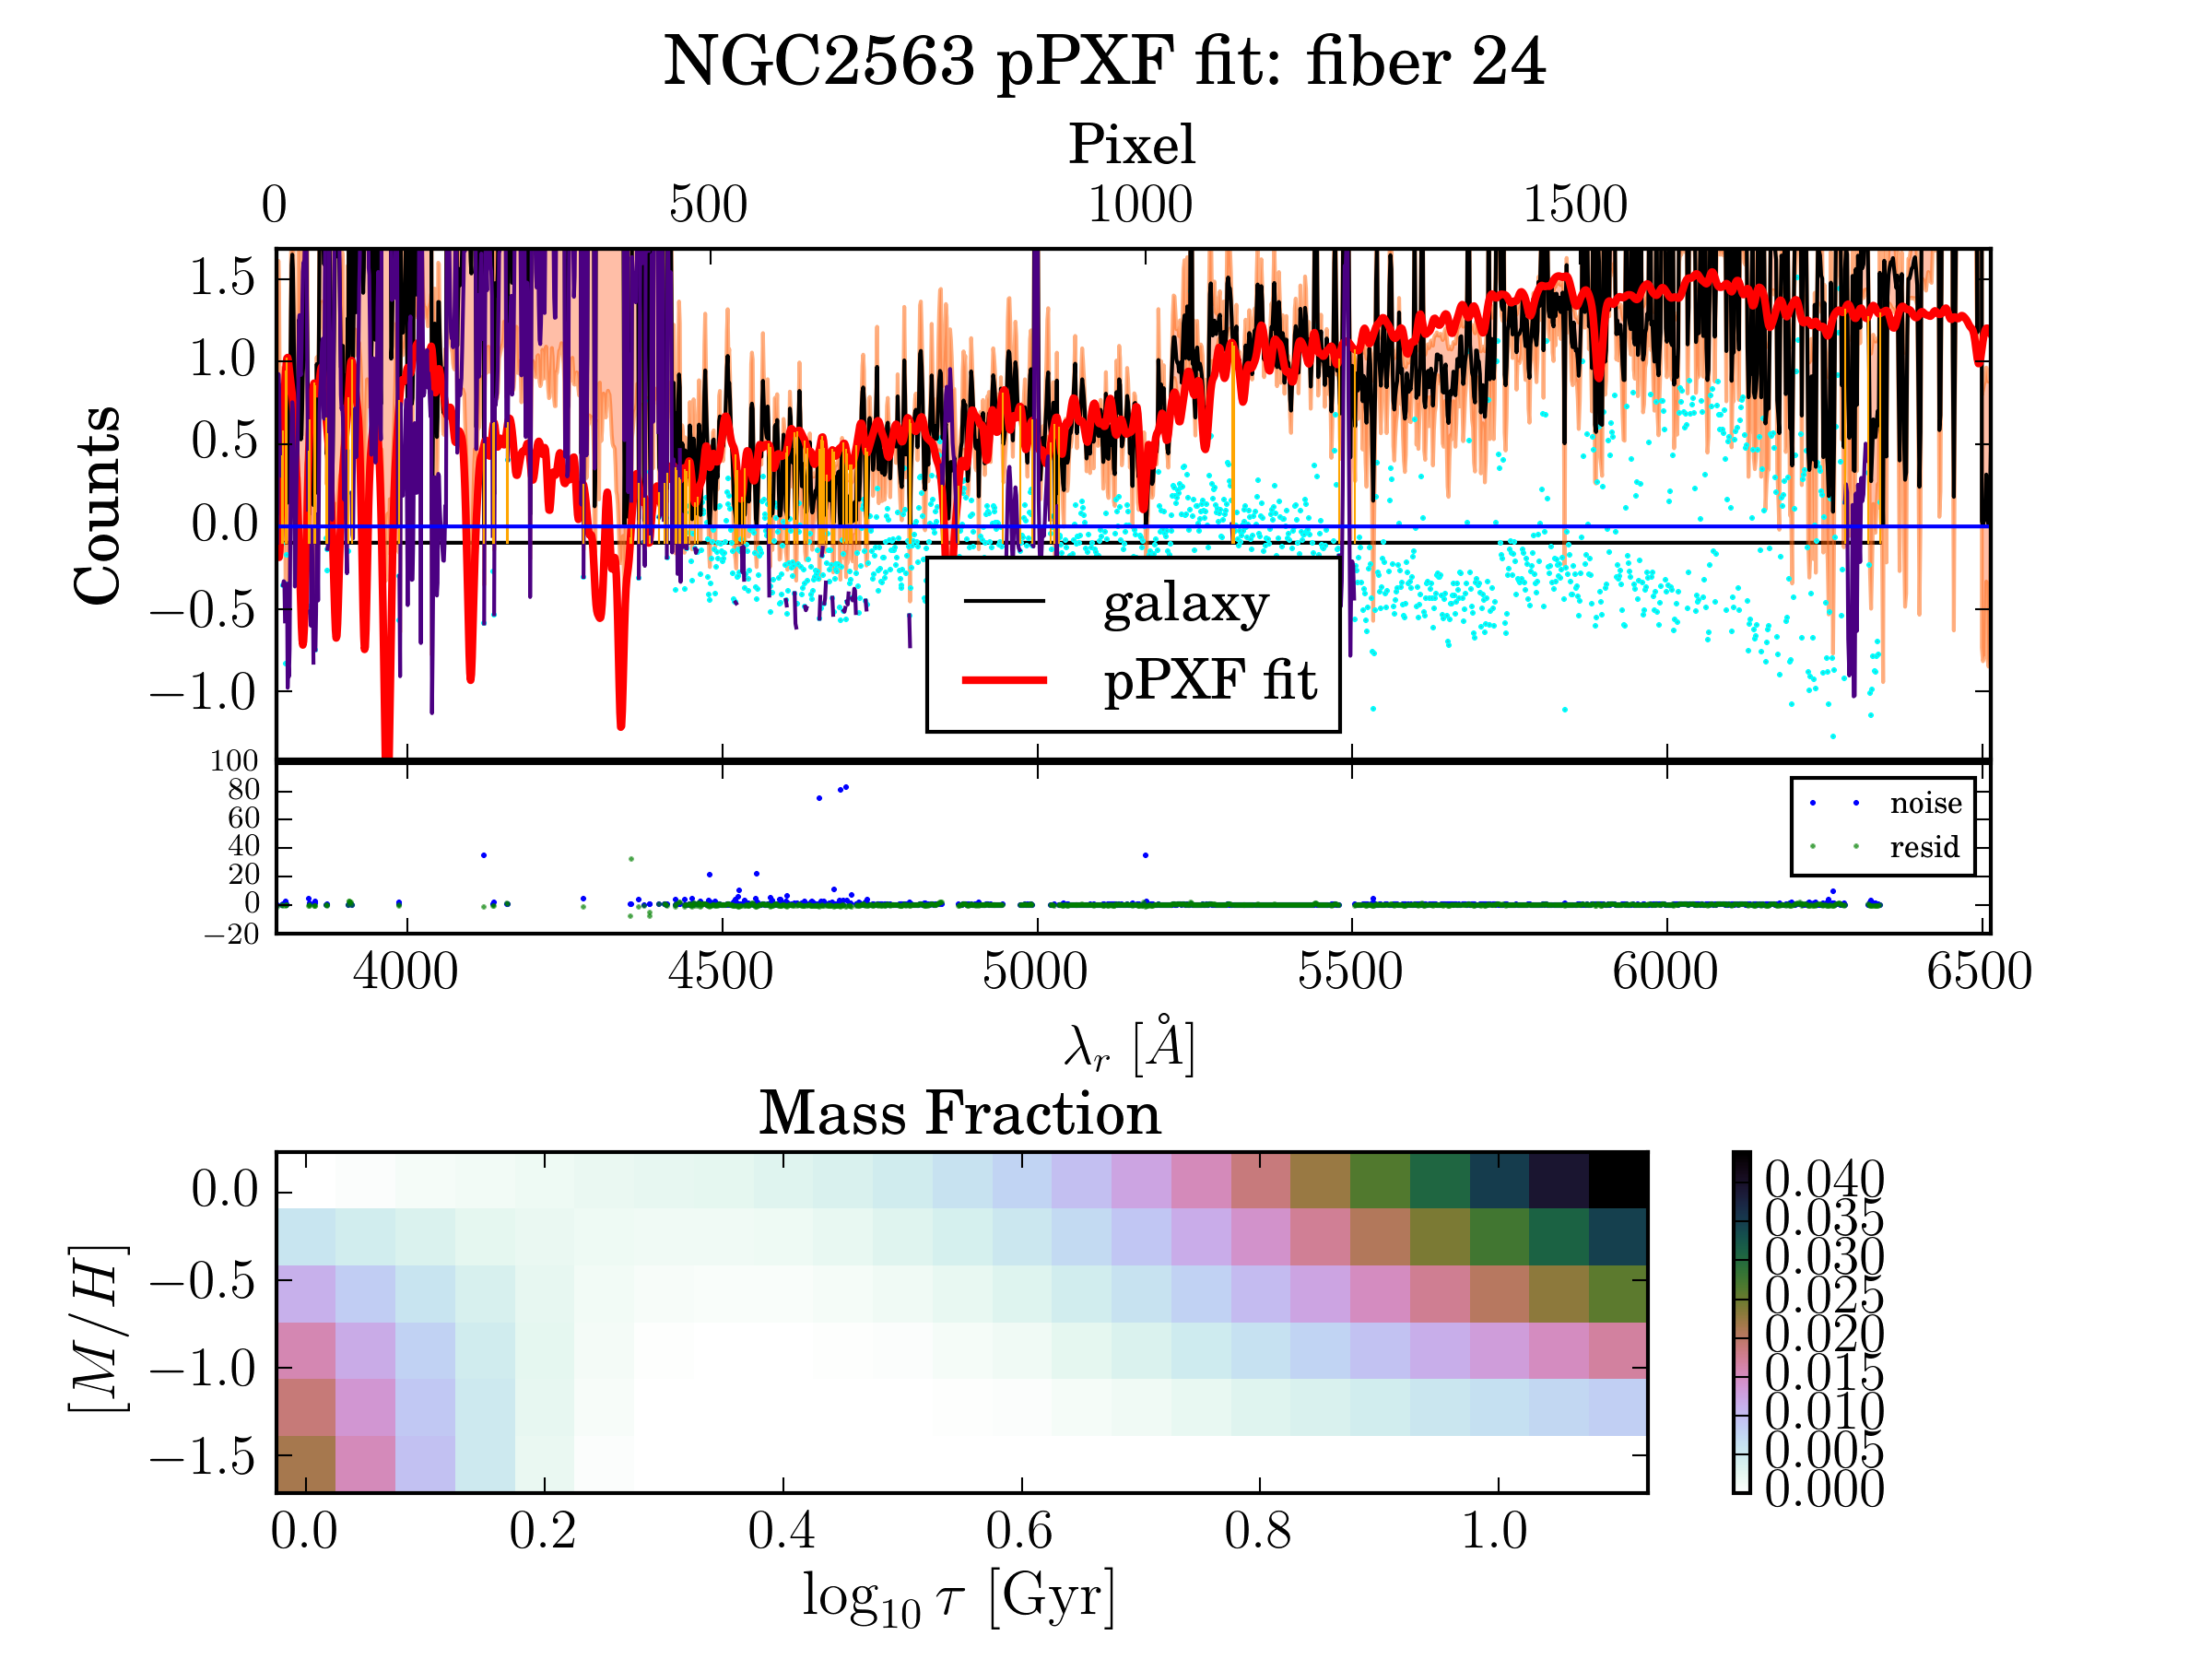 NGC2563 pPXF fit: fiber 24
Pixel
0 500 1000 1500
1.5
1.0
0.5
0.0
−0.5
−1.0
Counts
galaxy
pPXF fit
100
80
60
40
20
0
−20
noise
resid
4000 4500 5000 5500 6000 6500
λr [Å]
Mass Fraction
0.0
−0.5
−1.0
−1.5
[M/H]
0.040
0.035
0.030
0.025
0.020
0.015
0.010
0.005
0.000
0.0 0.2 0.4 0.6 0.8 1.0
log10 τ [Gyr]